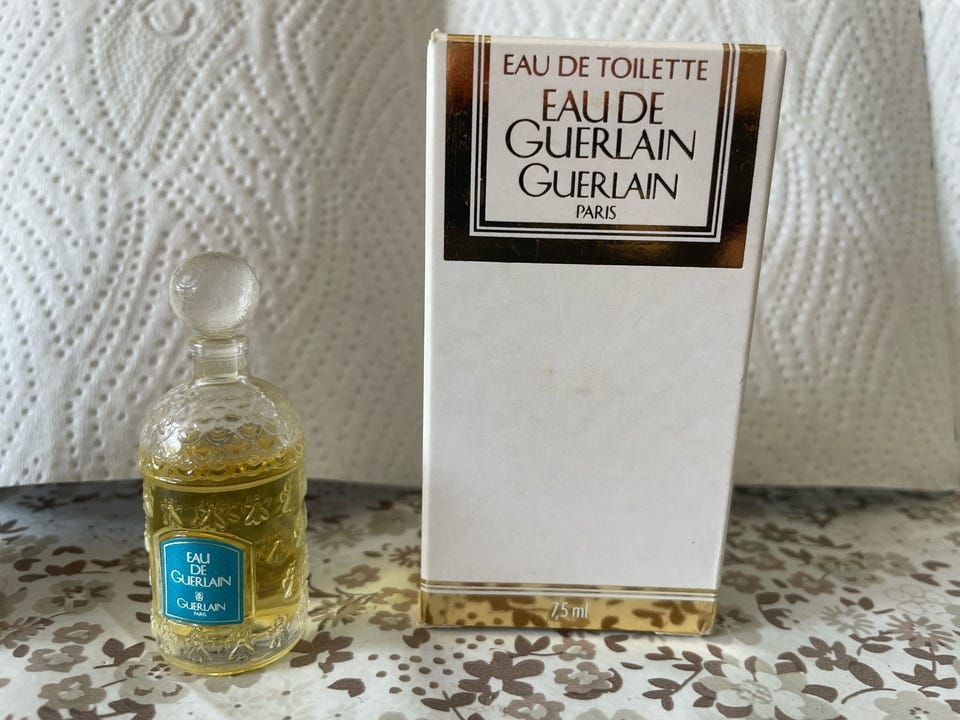 EAU DE TOILETTE
EAU DE
GUERLAIN
GUERLAIN
PARIS
7,5 ml
EAU
DE
GUERLAIN
GUERLAIN
PARIS